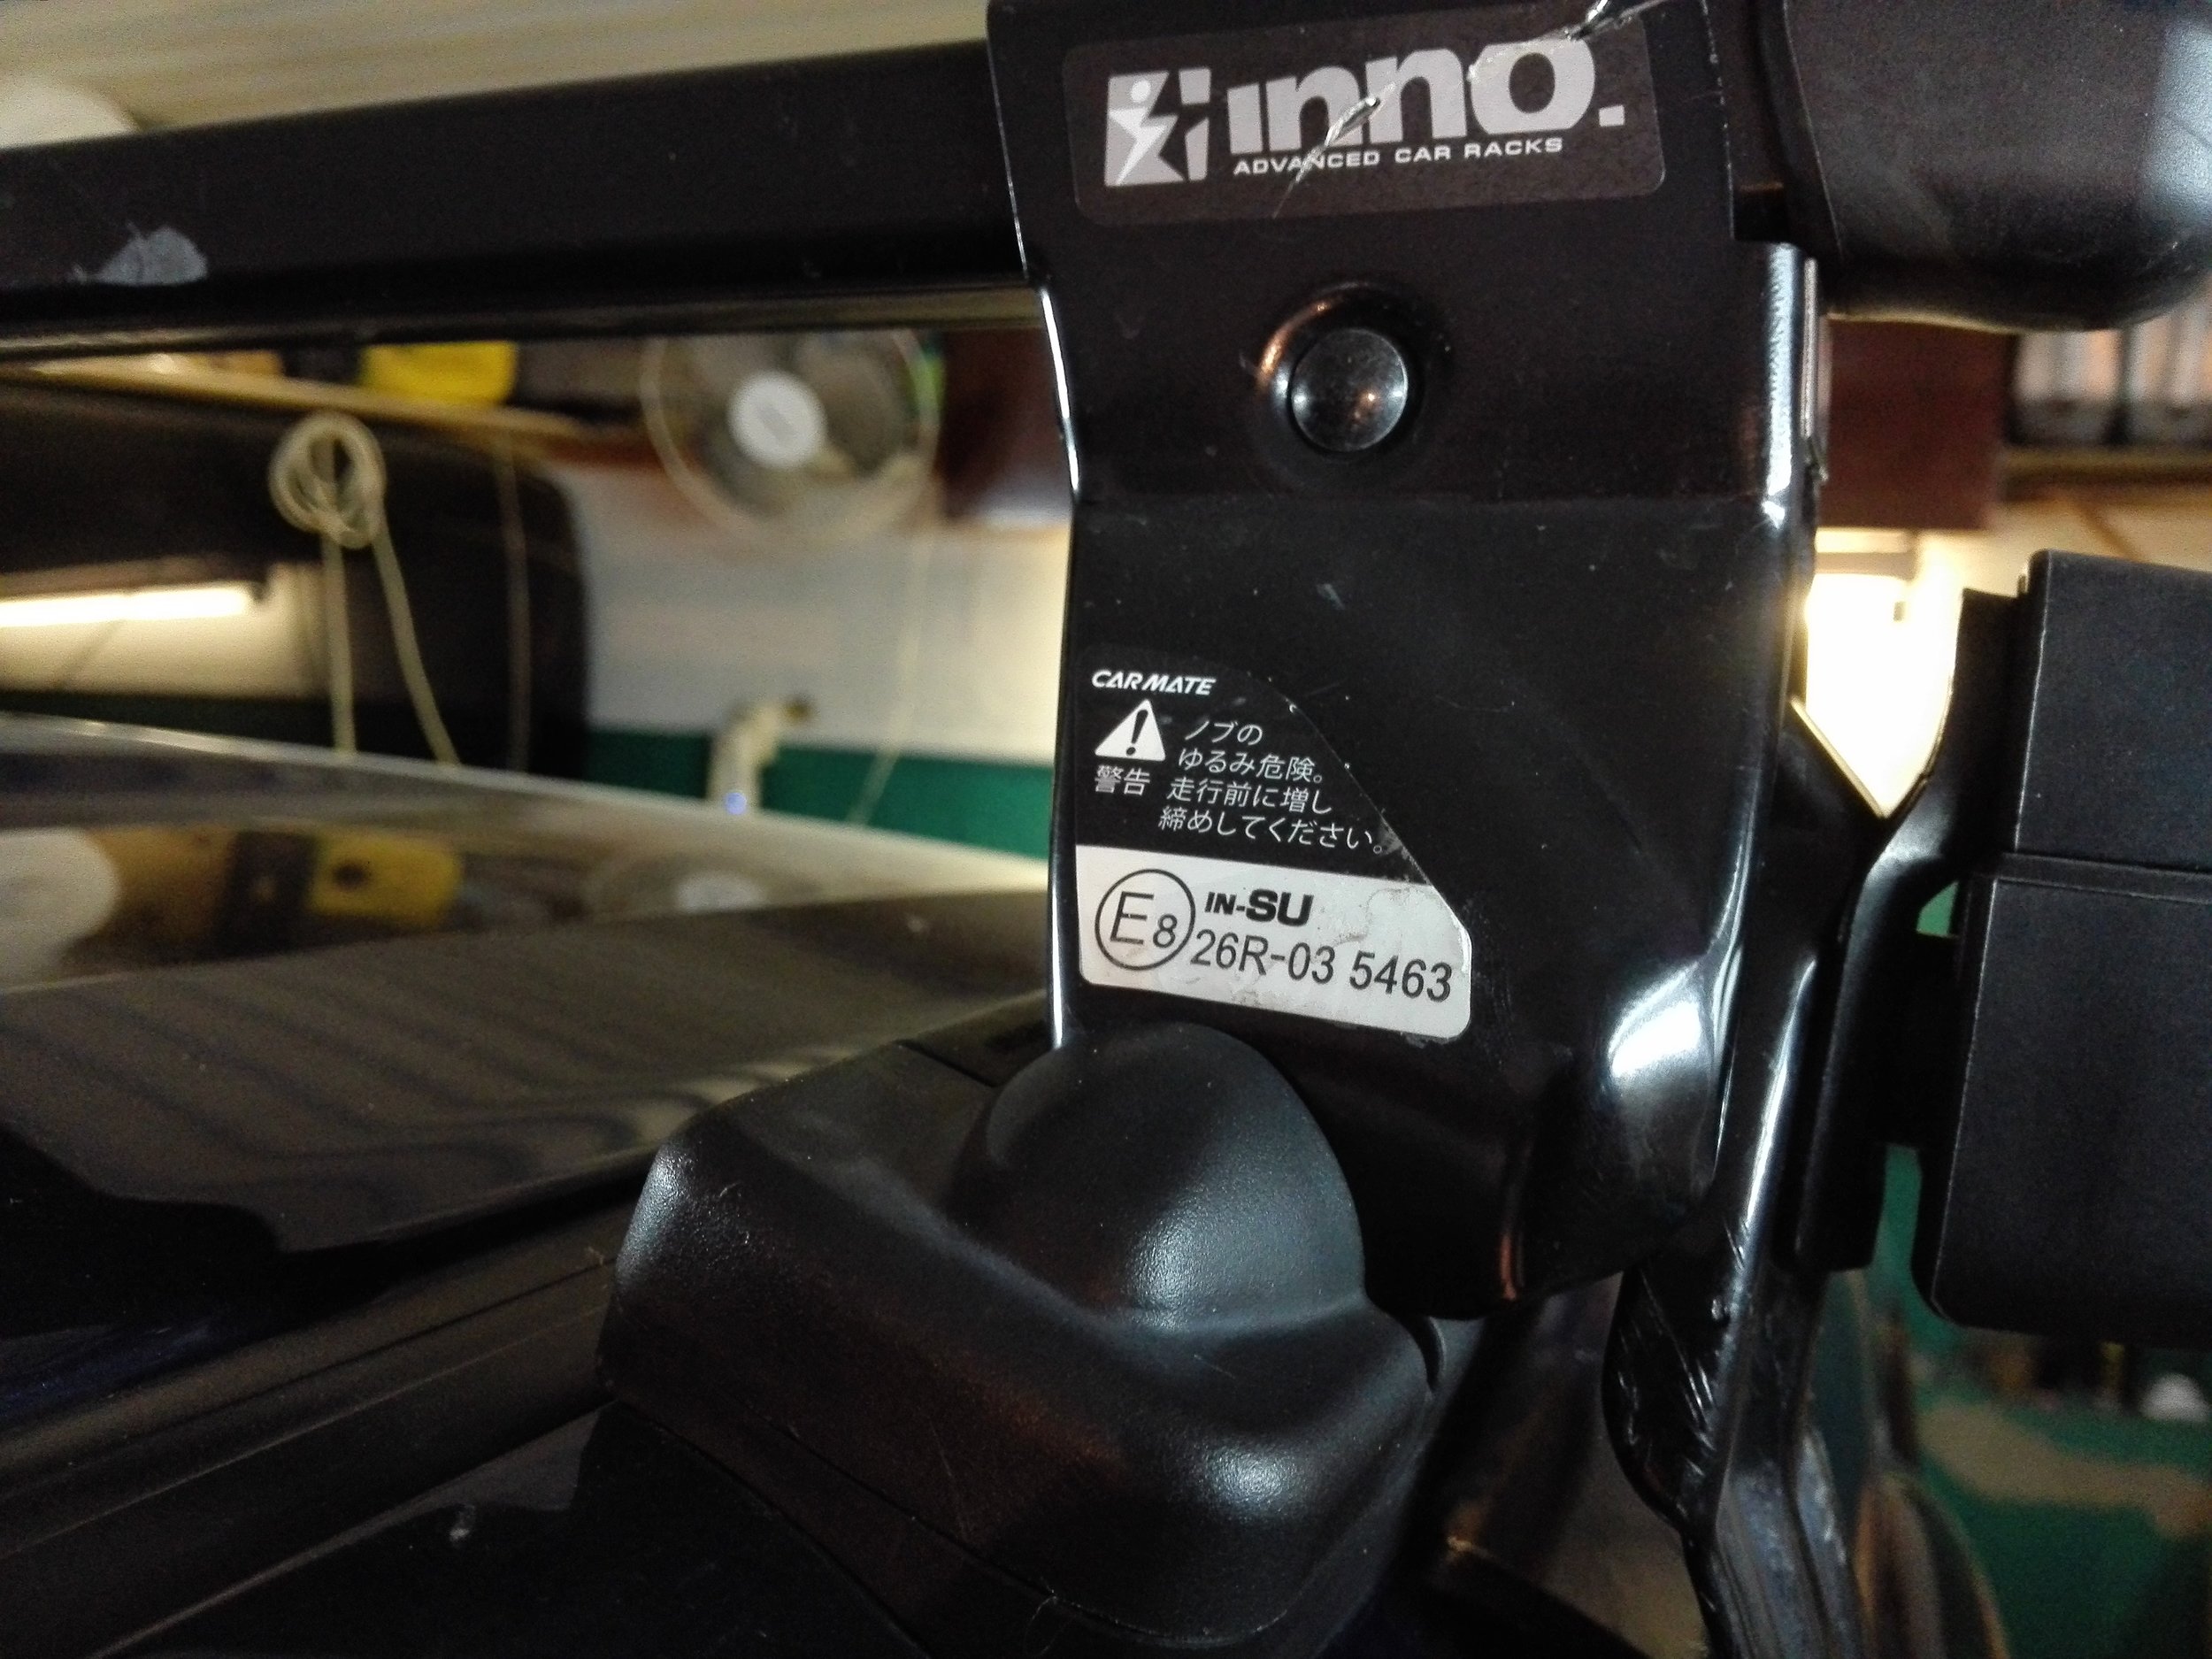 inno.
ADVANCED CAR RACKS
CARMATE
ノブの
ゆるみ危険。
警告 走行前に増し
締めしてください。
E8 IN-SU
26R-03 5463